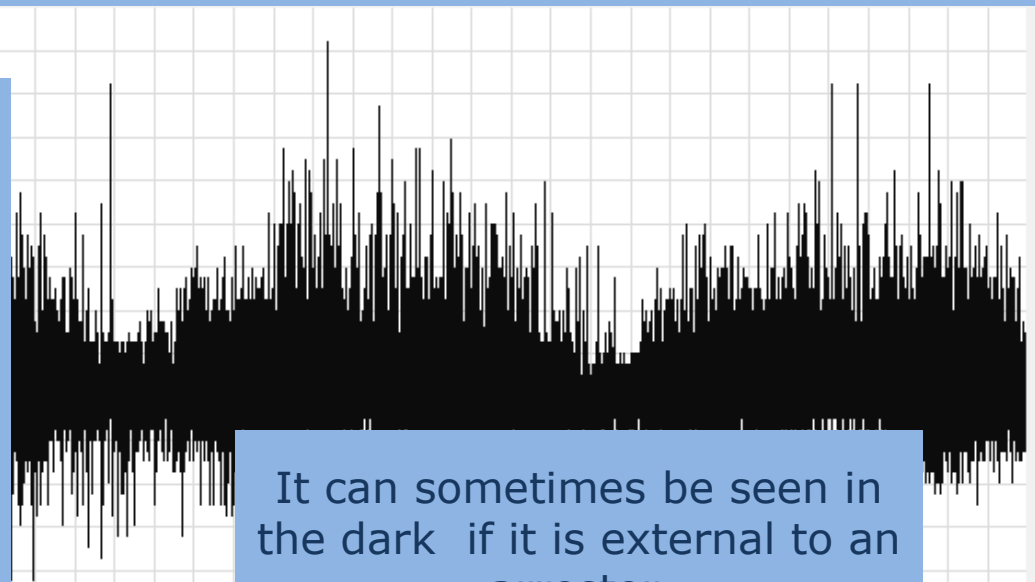 It can sometimes be seen in
the dark  if it is external to an